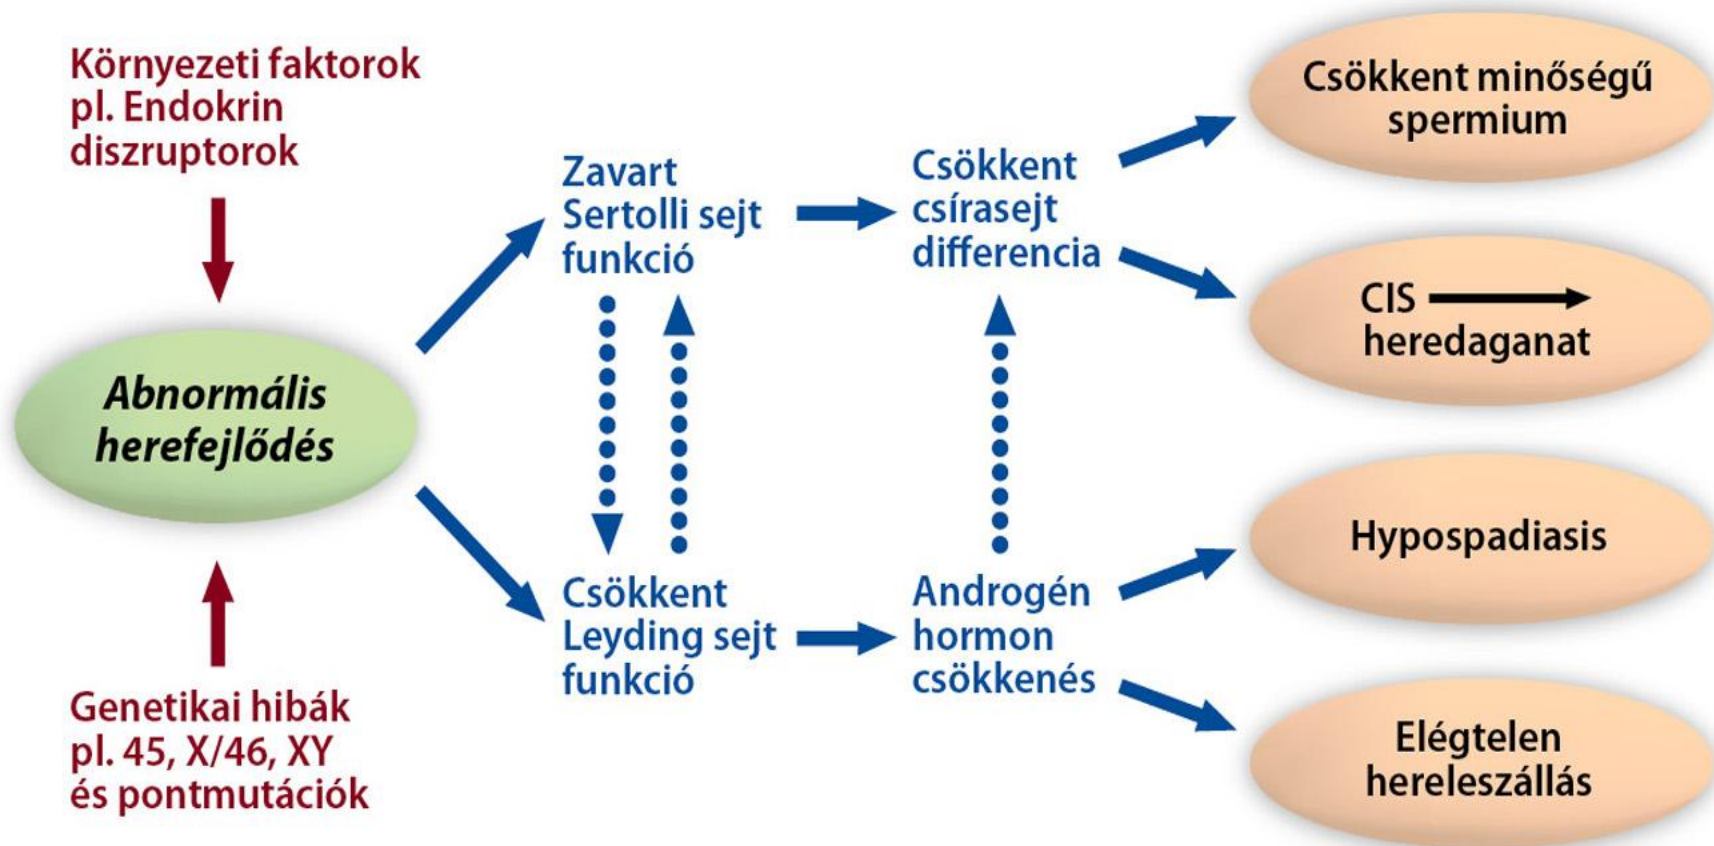 Környezeti faktorok
pl. Endokrin
diszruptorok
Abnormális
herefejlődés
Genetikai hibák
pl. 45, X/46, XY
és pontmutációk
Zavart
Sertolli sejt
funkció
Csökkent
Leyding sejt
funkció
Csökkent
csírasejt
differencia
Androgén
hormon
csökkenés
Csökkent minőségű
spermium
CIS
heredaganat
Hypospadiasis
Elégtelen
hereleszállás